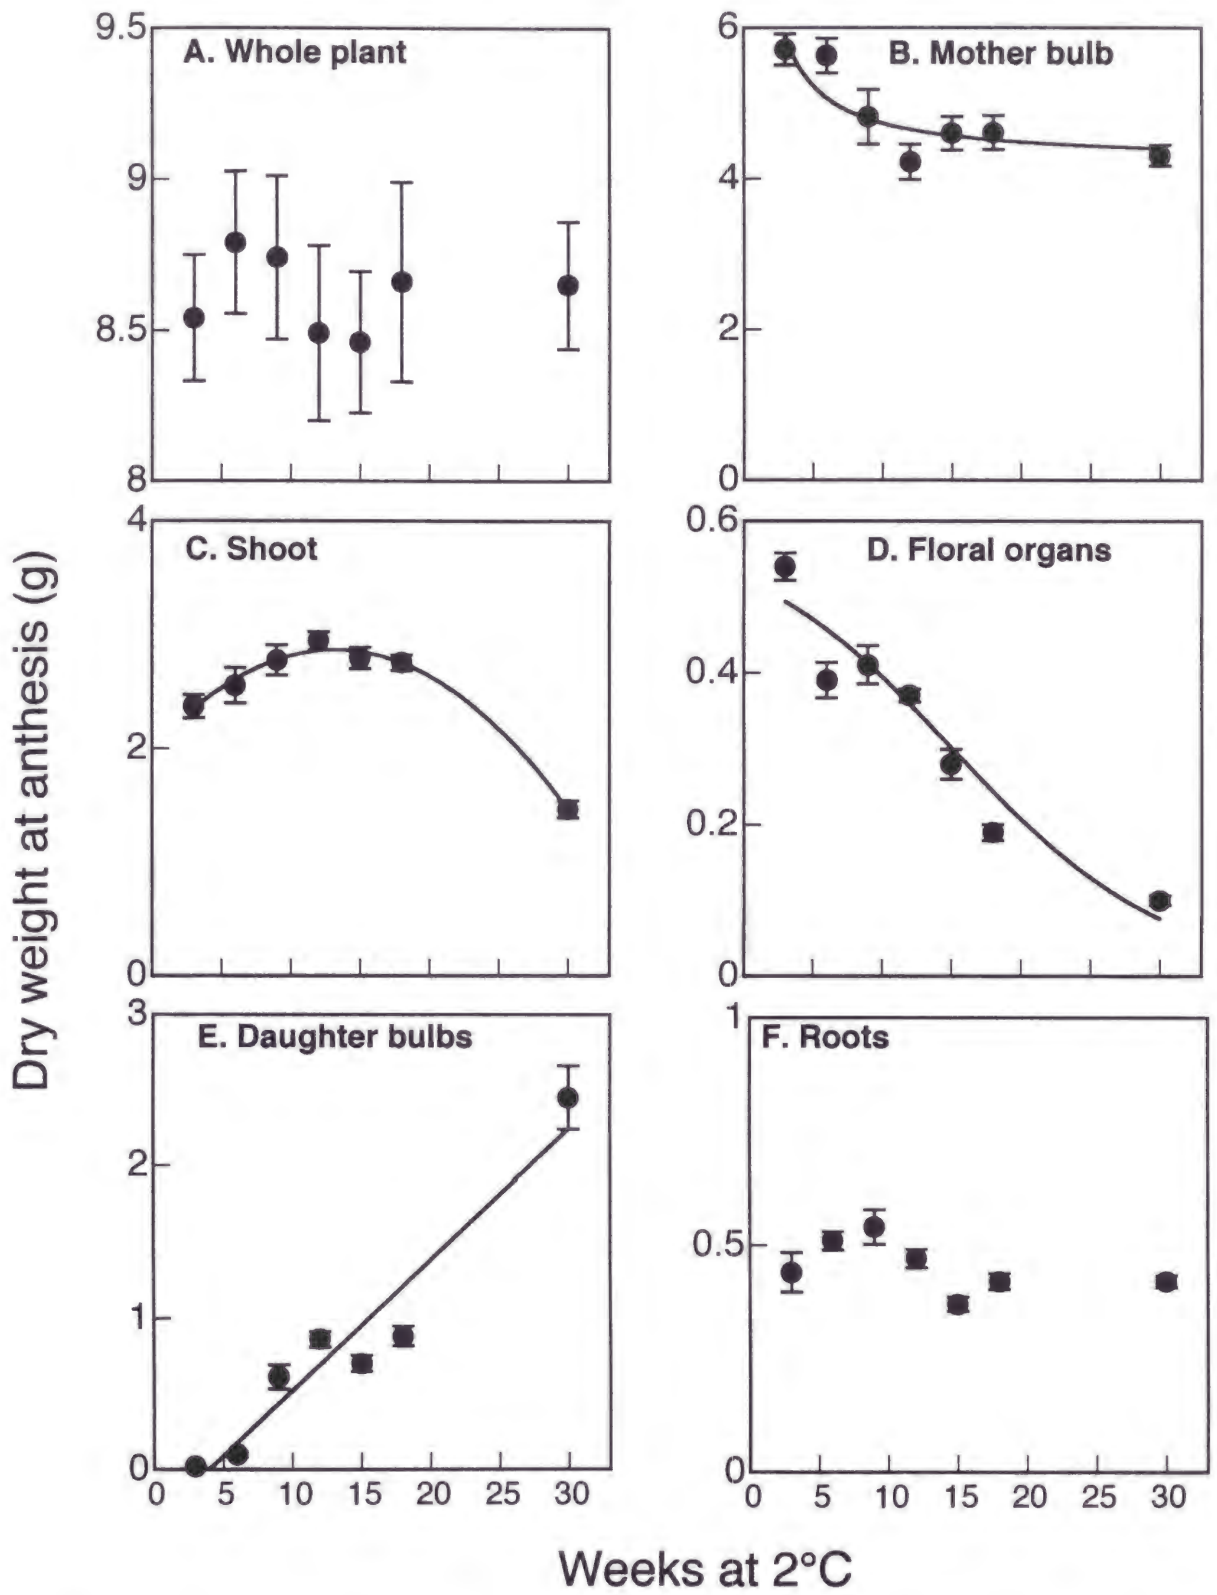 Dry weight at anthesis (g)
A. Whole plant
9.5
9
8.5
8
B. Mother bulb
6
4
2
0
C. Shoot
4
2
0
D. Floral organs
0.6
0.4
0.2
0
E. Daughter bulbs
3
2
1
0
0 5 10 15 20 25 30
F. Roots
1
0.5
0
0 5 10 15 20 25 30
Weeks at 2°C